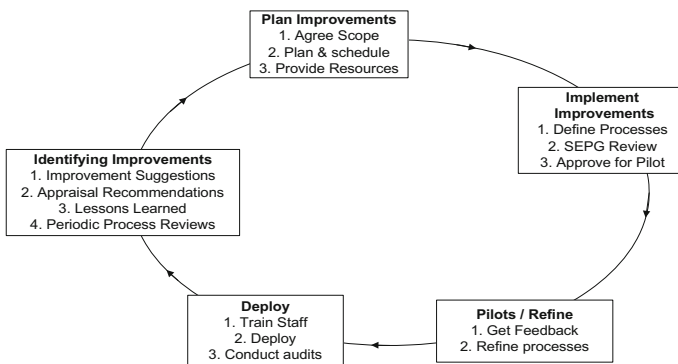 Plan Improvements
1. Agree Scope
2. Plan & schedule
3. Provide Resources
Implement
Improvements
1. Define Processes
2. SEPG Review
3. Approve for Pilot
Identifying Improvements
1. Improvement Suggestions
2. Appraisal Recommendations
3. Lessons Learned
4. Periodic Process Reviews
Deploy
1. Train Staff
2. Deploy
3. Conduct audits
Pilots / Refine
1. Get Feedback
2. Refine processes